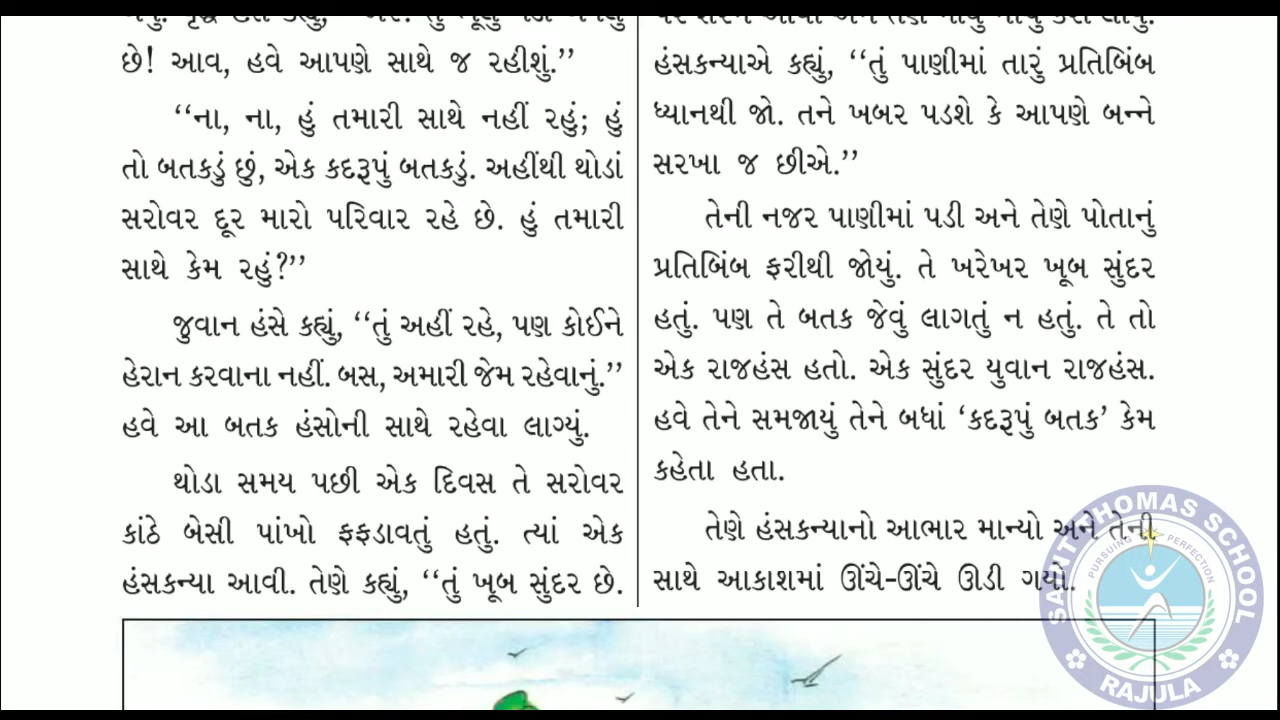 છે! આવ, હવે આપણે સાથે જ રહીશું.”
“ના, ના, હું તમારી સાથે નહીં રહું; હું
તો બતકડું છું, એક કદરૂપું બતકડું. અહીંથી થોડાં
સરોવર દૂર મારો પરિવાર રહે છે. હું તમારી
સાથે કેમ રહું?”
જુવાન હંસે કહ્યું, “તું અહીં રહે, પણ કોઈને
હેરાન કરવાના નહીં. બસ, અમારી જેમ રહેવાનું.”
હવે આ બતક હંસોની સાથે રહેવા લાગ્યું.
થોડા સમય પછી એક દિવસ તે સરોવર
કાંઠે બેસી પાંખો ફફડાવતું હતું. ત્યાં એક
હંસકન્યા આવી. તેણે કહ્યું, “તું ખૂબ સુંદર છે.
હંસકન્યાએ કહ્યું, “તું પાણીમાં તારું પ્રતિબિંબ
ધ્યાનથી જો. તને ખબર પડશે કે આપણે બન્ને
સરખા જ છીએ.”
તેની નજર પાણીમાં પડી અને તેણે પોતાનું
પ્રતિબિંબ ફરીથી જોયું. તે ખરેખર ખૂબ સુંદર
હતું. પણ તે બતક જેવું લાગતું ન હતું. તે તો
એક રાજહંસ હતો. એક સુંદર યુવાન રાજહંસ.
હવે તેને સમજાયું તેને બધાં ‘કદરૂપું બતક’ કેમ
કહેતા હતા.
તેણે હંસકન્યાનો આભાર માન્યો અને તેની
સાથે આકાશમાં ઊંચે-ઊંચે ઊડી ગયો.
SAINT THOMAS SCHOOL
PURSUING PERFECTION
RAJULA